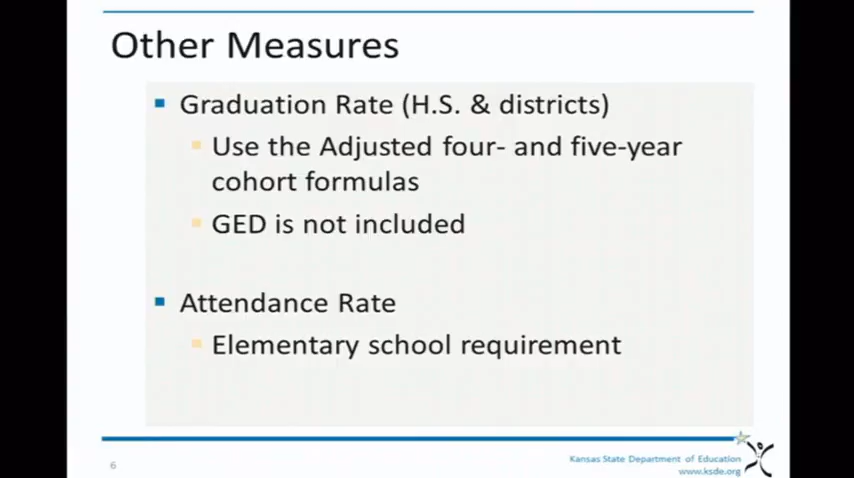 Other Measures
Graduation Rate (H.S. & districts)
Use the Adjusted four- and five-year
cohort formulas
GED is not included
Attendance Rate
Elementary school requirement
6
Kansas State Department of Education
www.ksde.org